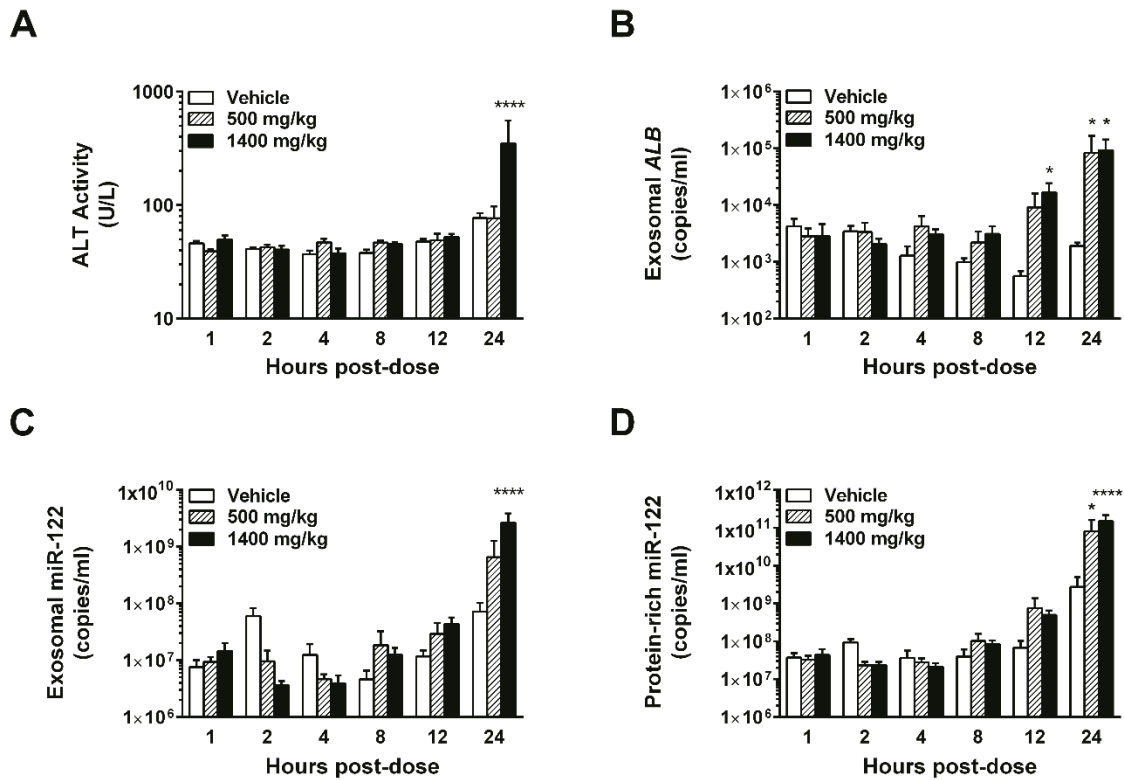 A
ALT Activity
(U/L)
1000
100
10
Vehicle
500 mg/kg
1400 mg/kg
****
1 2 4 8 12 24
Hours post-dose
B
Exosomal ALB
(copies/ml)
1×10⁶
1×10⁵
1×10⁴
1×10³
1×10²
Vehicle
500 mg/kg
1400 mg/kg
*
* *
1 2 4 8 12 24
Hours post-dose
C
Exosomal miR-122
(copies/ml)
1x10¹⁰
1×10⁹
1×10⁸
1×10⁷
1×10⁶
Vehicle
500 mg/kg
1400 mg/kg
****
1 2 4 8 12 24
Hours post-dose
D
Protein-rich miR-122
(copies/ml)
1x10¹²
1x10¹¹
1x10¹⁰
1×10⁹
1×10⁸
1×10⁷
1×10⁶
Vehicle
500 mg/kg
1400 mg/kg
****
*
1 2 4 8 12 24
Hours post-dose